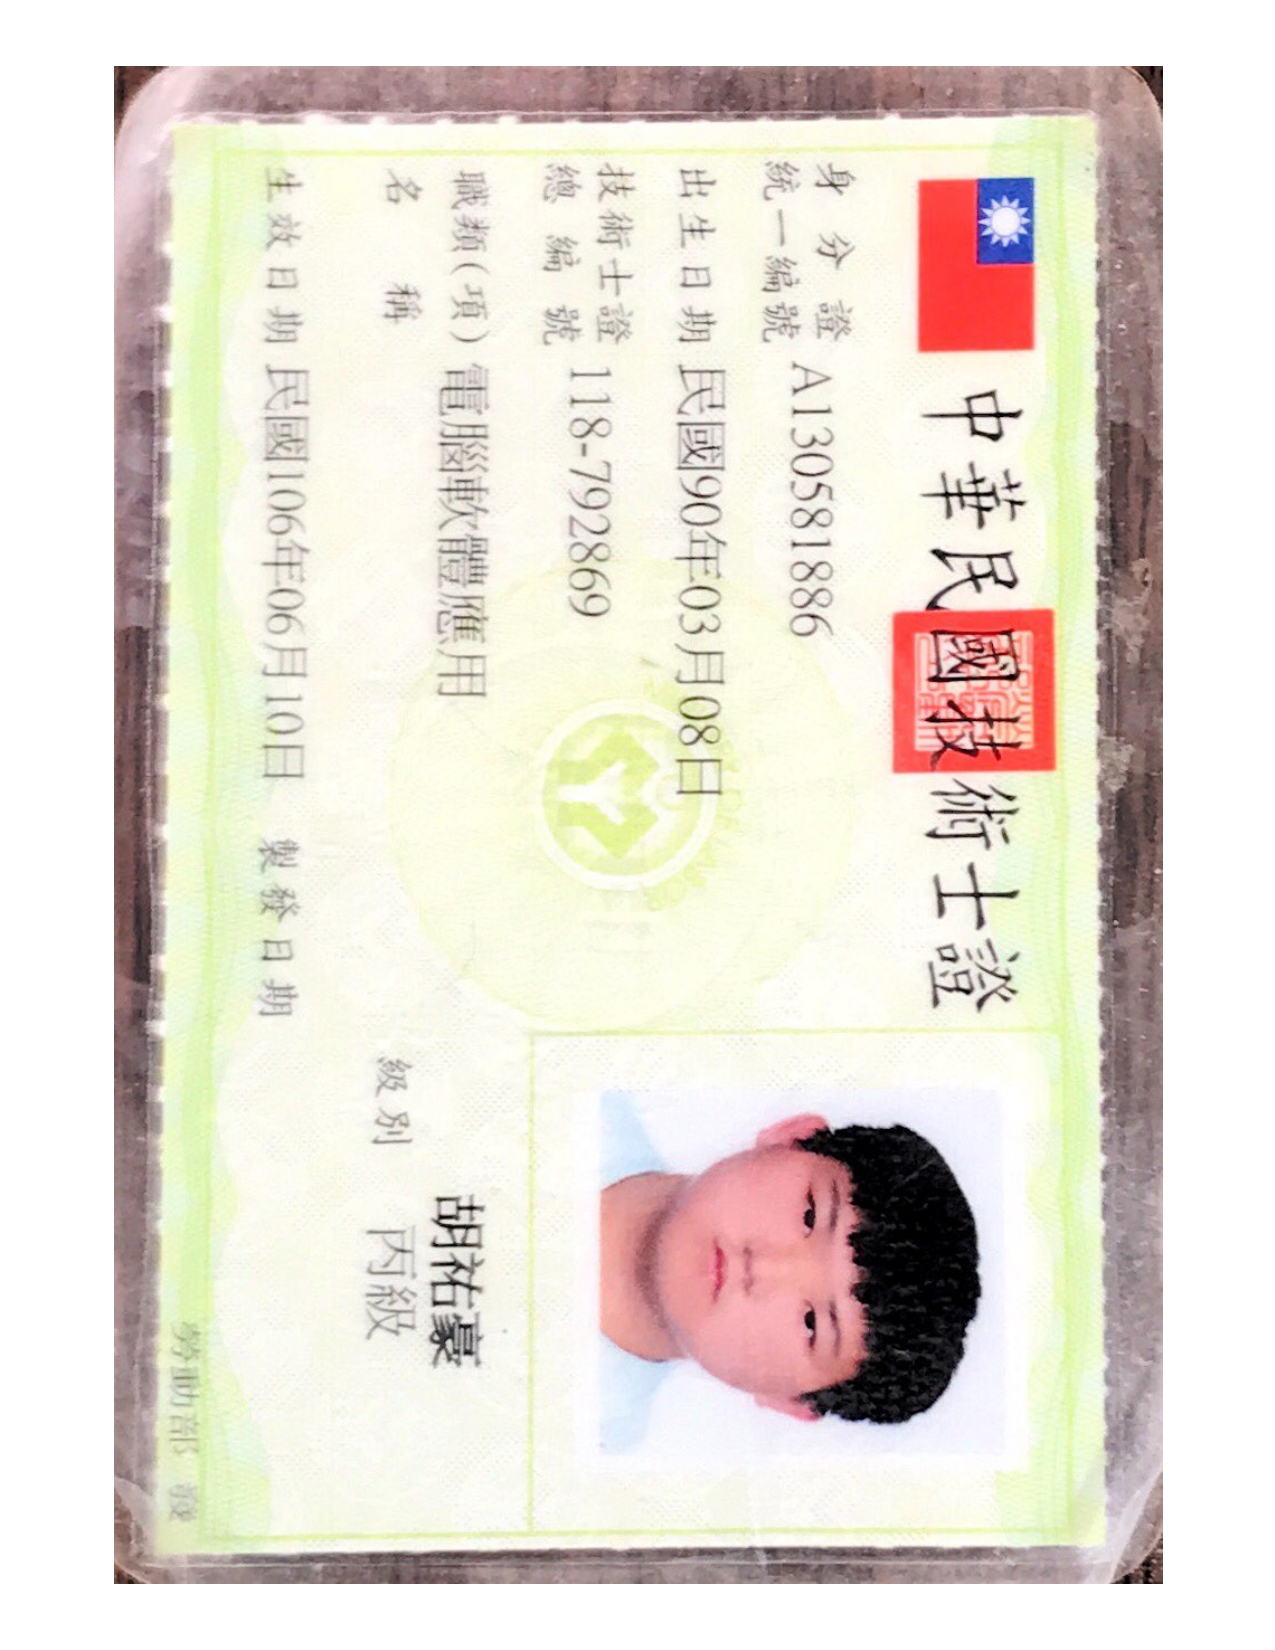 中華民國技術士證
身分證
統一編號 A130581886
出生日期 民國90年03月08日
技術士證
總編號 118-792869
職類(項) 電腦軟體應用
名稱
胡祐豪
級別 丙級
生效日期 民國106年06月10日 製發日期
勞動部 發